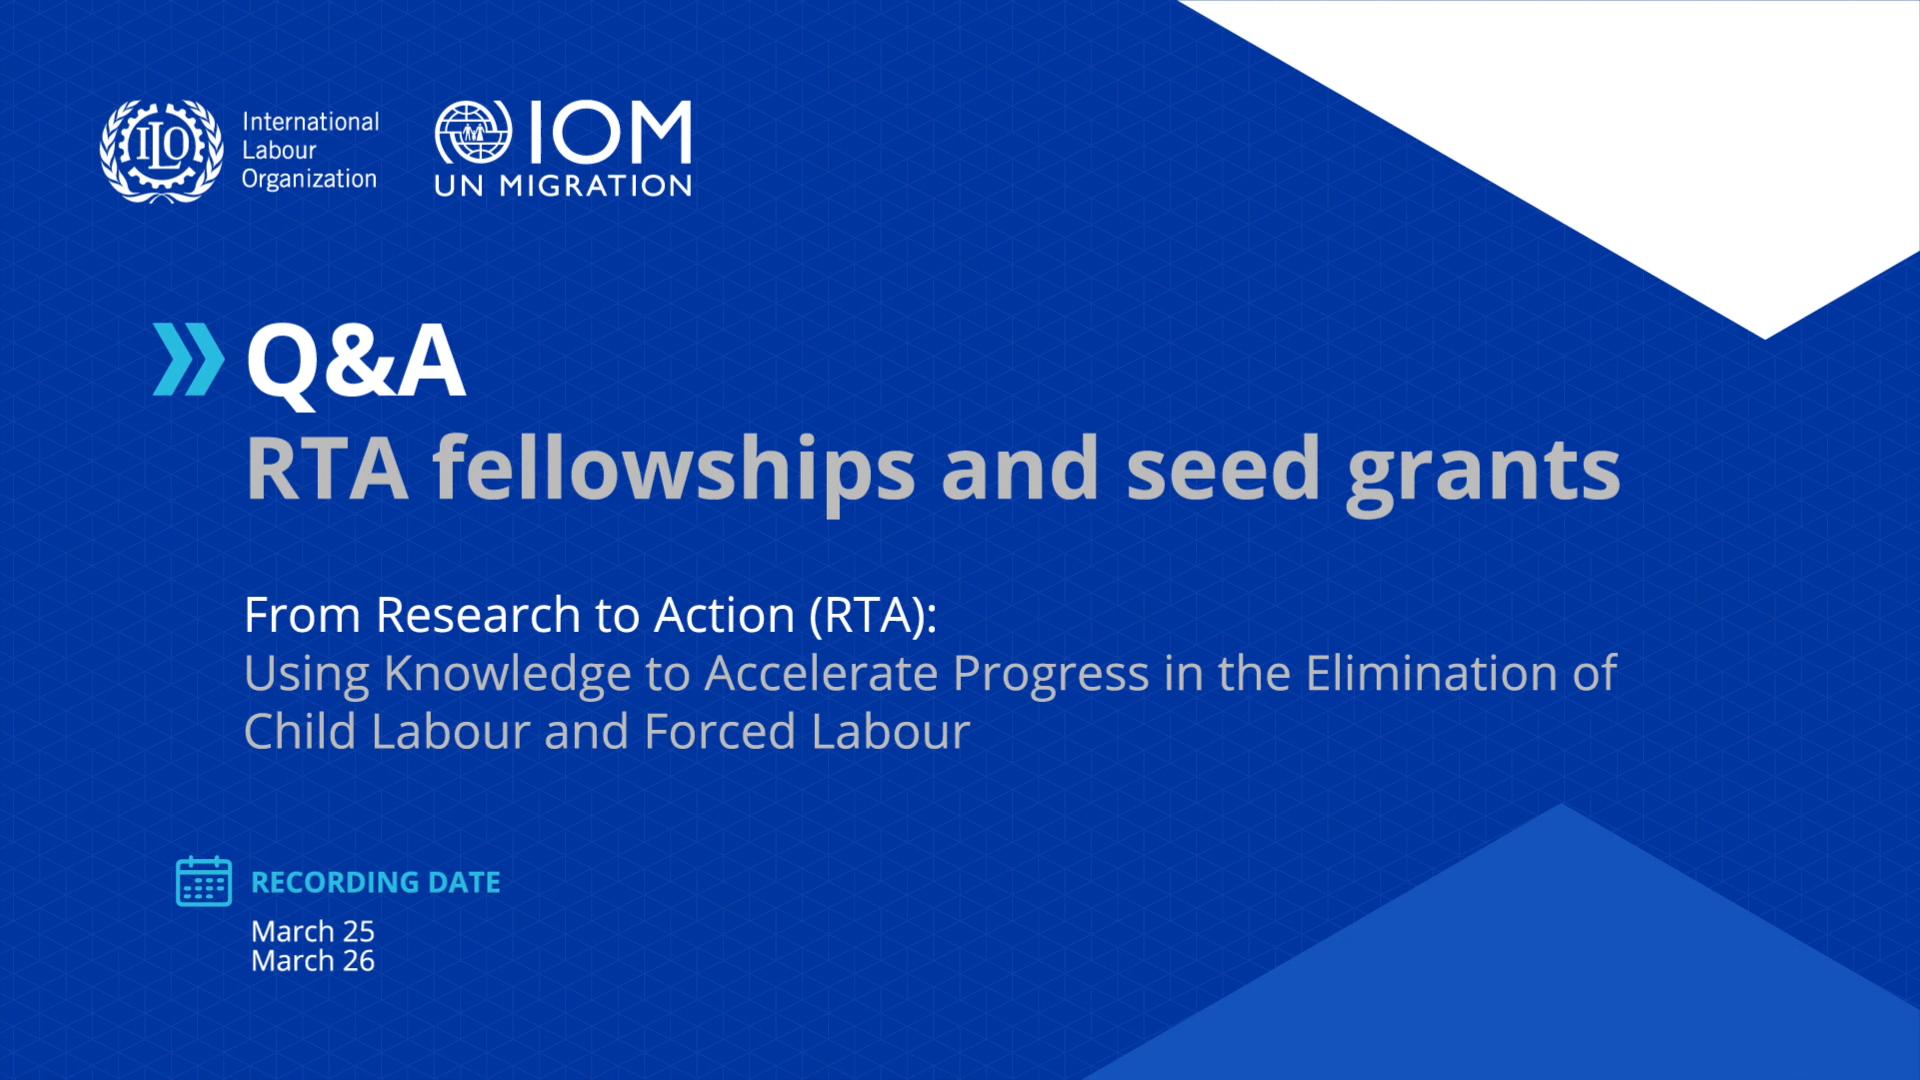 ILO
International
Labour
Organization
IOM
UN MIGRATION
Q&A
RTA fellowships and seed grants
From Research to Action (RTA):
Using Knowledge to Accelerate Progress in the Elimination of
Child Labour and Forced Labour
RECORDING DATE
March 25
March 26